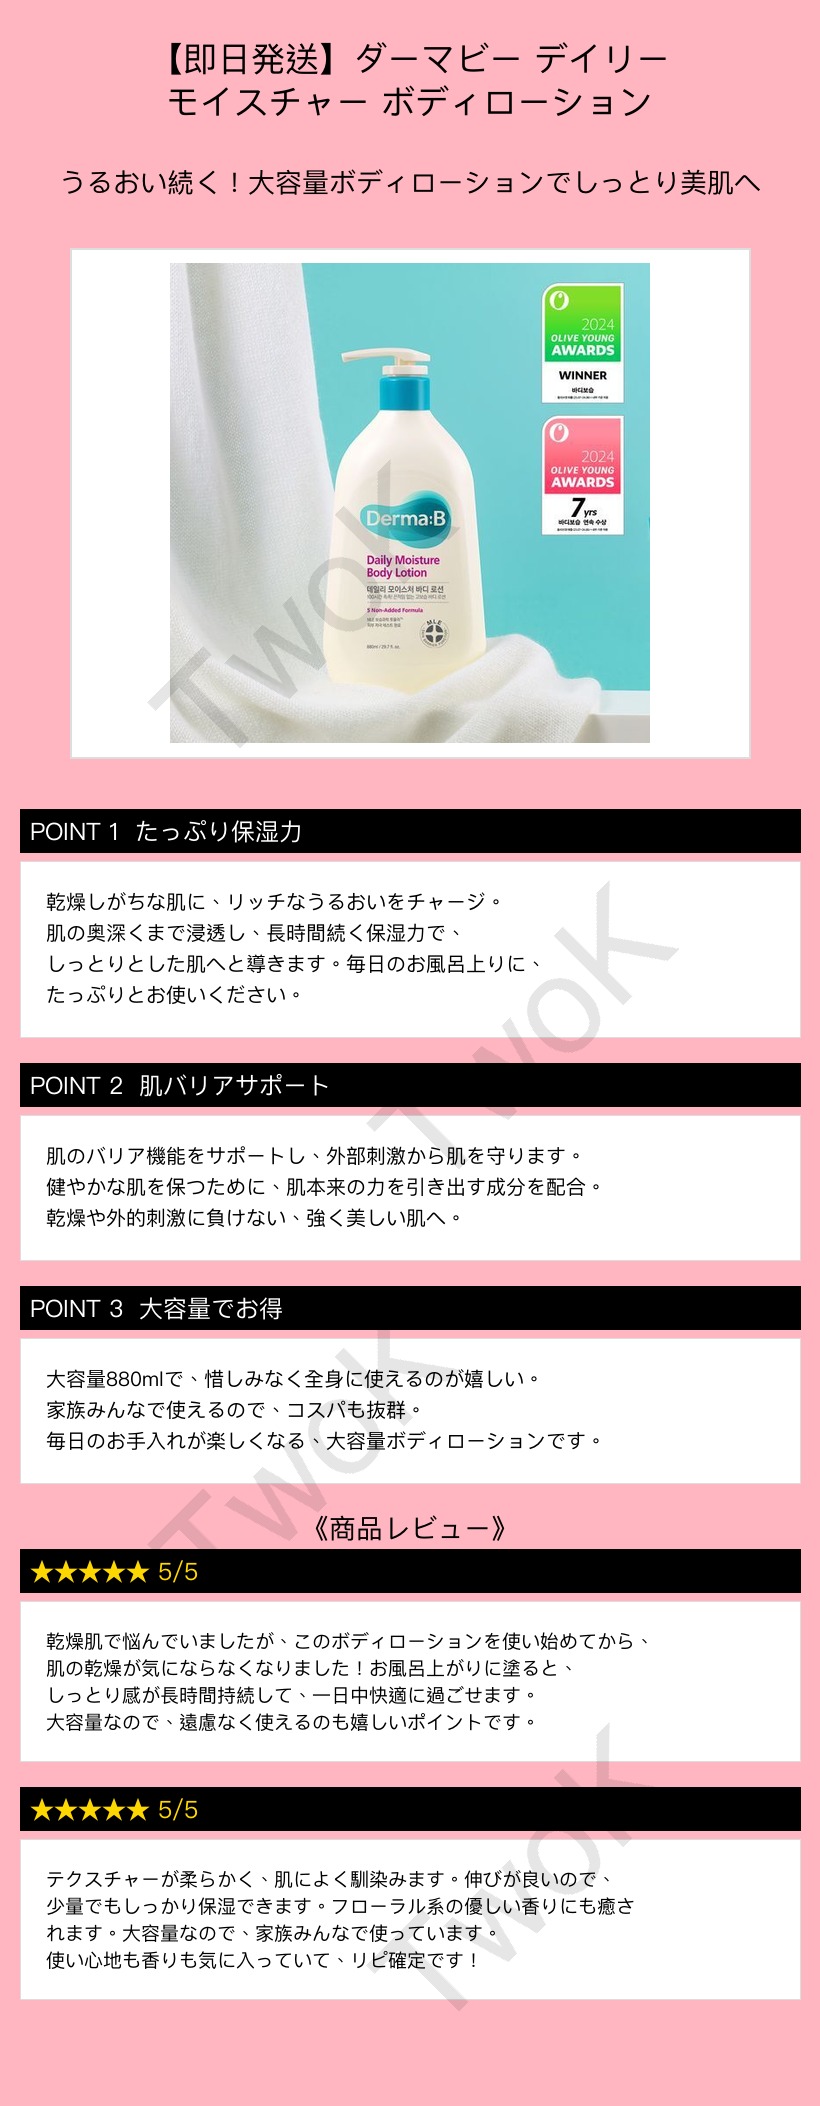 【即日発送】ダーマビー デイリー
モイスチャー ボディローション
うるおい続く！大容量ボディローションでしっとり美肌へ
2024
OLIVE YOUNG
AWARDS
WINNER
바디보습
2024
OLIVE YOUNG
AWARDS
7 yrs
바디보습 연속 수상
Derma:B
Daily Moisture
Body Lotion
데일리 모이스처 바디 로션
5 Non-Added Formula
MLE
880ml / 29.7 fl. oz.
TwoK
POINT 1 たっぷり保湿力
乾燥しがちな肌に、リッチなうるおいをチャージ。
肌の奥深くまで浸透し、長時間続く保湿力で、
しっとりとした肌へと導きます。毎日のお風呂上りに、
たっぷりとお使いください。
TwoK
POINT 2 肌バリアサポート
肌のバリア機能をサポートし、外部刺激から肌を守ります。
健やかな肌を保つために、肌本来の力を引き出す成分を配合。
乾燥や外的刺激に負けない、強く美しい肌へ。
POINT 3 大容量でお得
大容量880mlで、惜しみなく全身に使えるのが嬉しい。
家族みんなで使えるので、コスパも抜群。
毎日のお手入れが楽しくなる、大容量ボディローションです。
TwoK
《商品レビュー》
★★★★★ 5/5
乾燥肌で悩んでいましたが、このボディローションを使い始めてから、
肌の乾燥が気にならなくなりました！お風呂上がりに塗ると、
しっとり感が長時間持続して、一日中快適に過ごせます。
大容量なので、遠慮なく使えるのも嬉しいポイントです。
★★★★★ 5/5
テクスチャーが柔らかく、肌によく馴染みます。伸びが良いので、
少量でもしっかり保湿できます。フローラル系の優しい香りにも癒さ
れます。大容量なので、家族みんなで使っています。
使い心地も香りも気に入っていて、リピ確定です！
TwoK